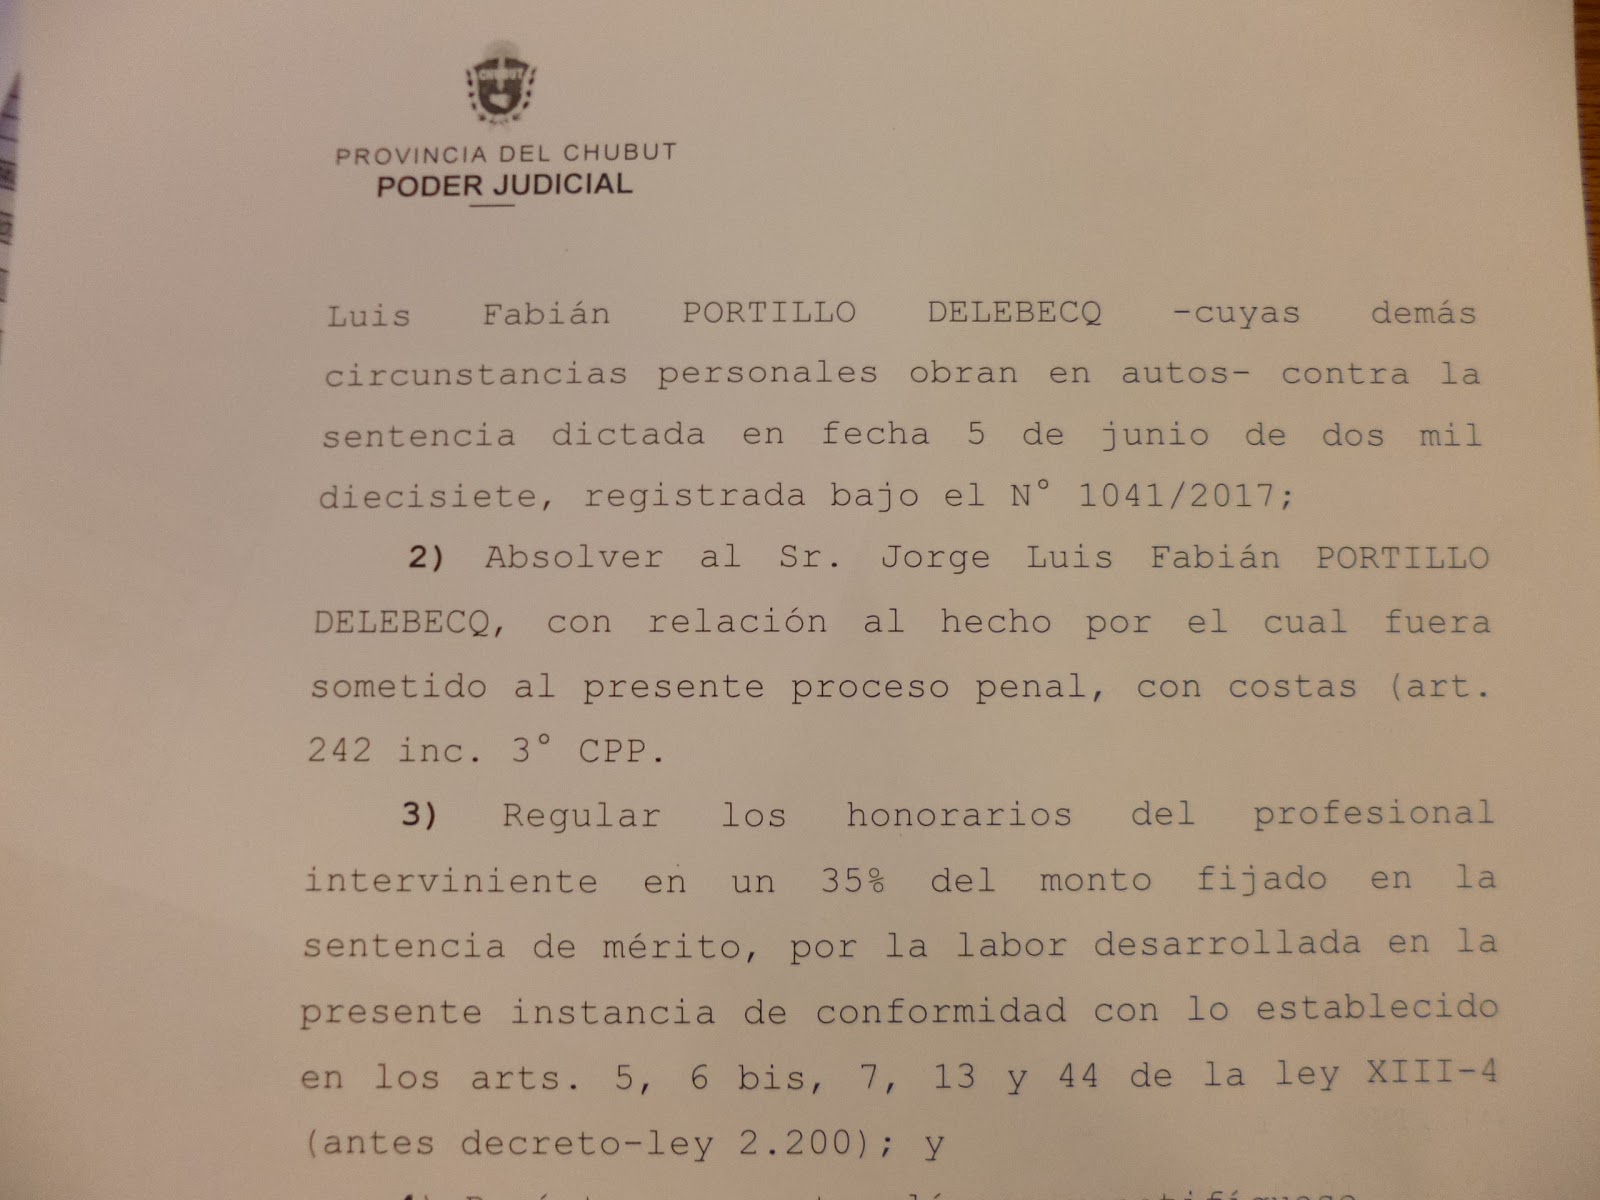 CHUBUT
PROVINCIA DEL CHUBUT
PODER JUDICIAL
Luis Fabián PORTILLO DELEBECQ -cuyas demás
circunstancias personales obran en autos- contra la
sentencia dictada en fecha 5 de junio de dos mil
diecisiete, registrada bajo el N° 1041/2017;
2) Absolver al Sr. Jorge Luis Fabián PORTILLO
DELEBECQ, con relación al hecho por el cual fuera
sometido al presente proceso penal, con costas (art.
242 inc. 3° CPP.
3) Regular los honorarios del profesional
interviniente en un 35% del monto fijado en la
sentencia de mérito, por la labor desarrollada en la
presente instancia de conformidad con lo establecido
en los arts. 5, 6 bis, 7, 13 y 44 de la ley XIII-4
(antes decreto-ley 2.200); y